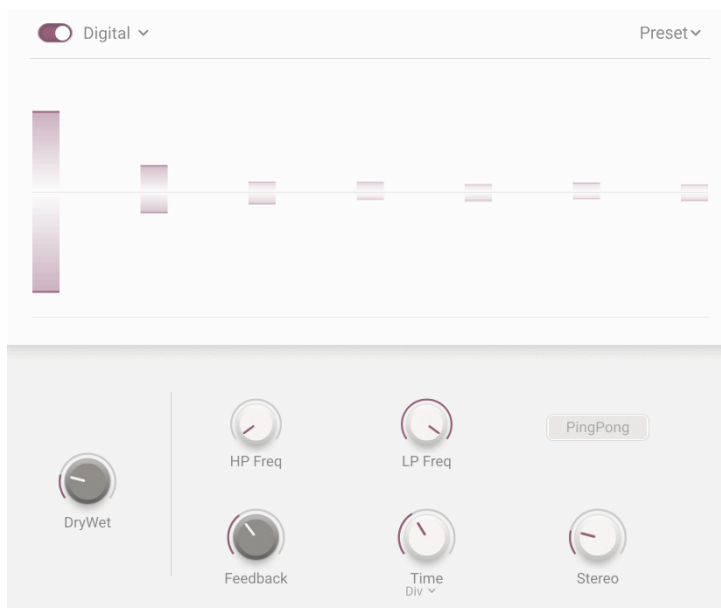 Digital
Preset
HP Freq
LP Freq
PingPong
DryWet
Feedback
Time
Div
Stereo